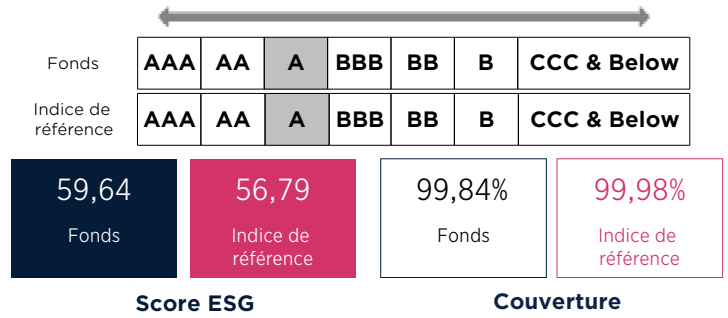 Fonds AAA AA A BBB BB B CCC & Below
Indice de
référence AAA AA A BBB BB B CCC & Below
59,64 56,79 99,84% 99,98%
Fonds Indice de Fonds Indice de
référence référence
Score ESG Couverture